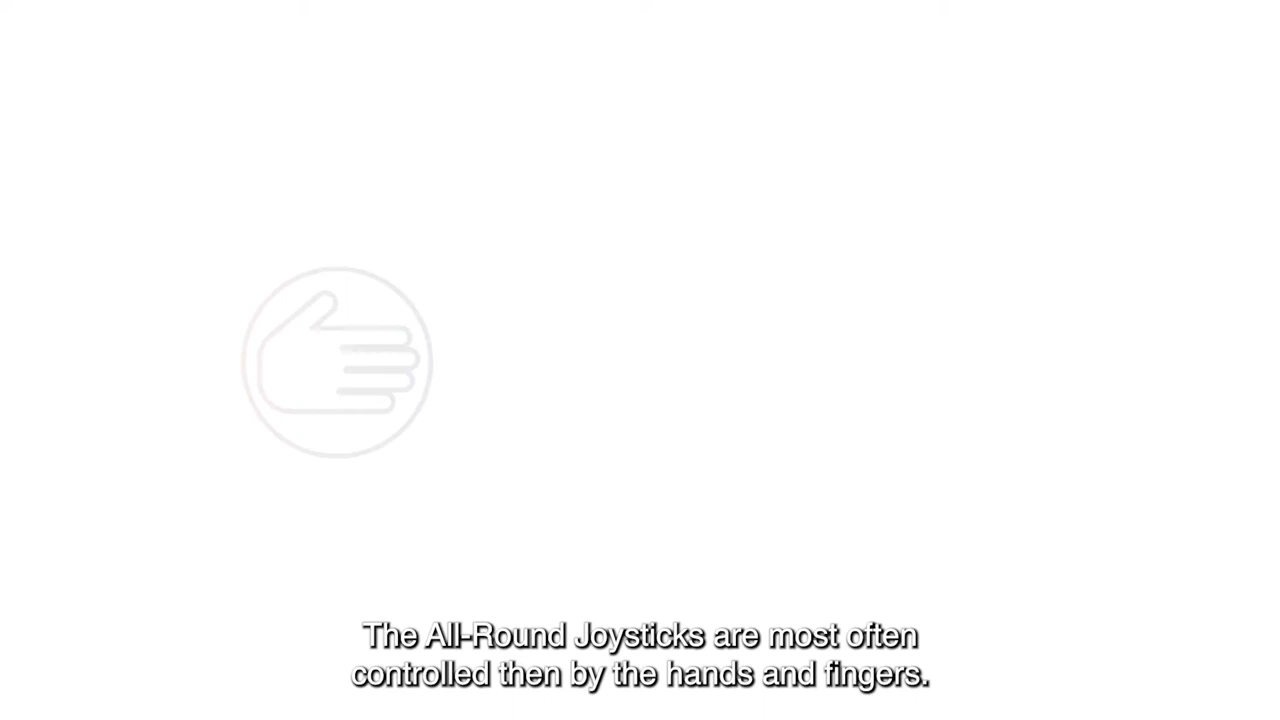 The All-Round Joysticks are most often
controlled then by the hands and fingers.